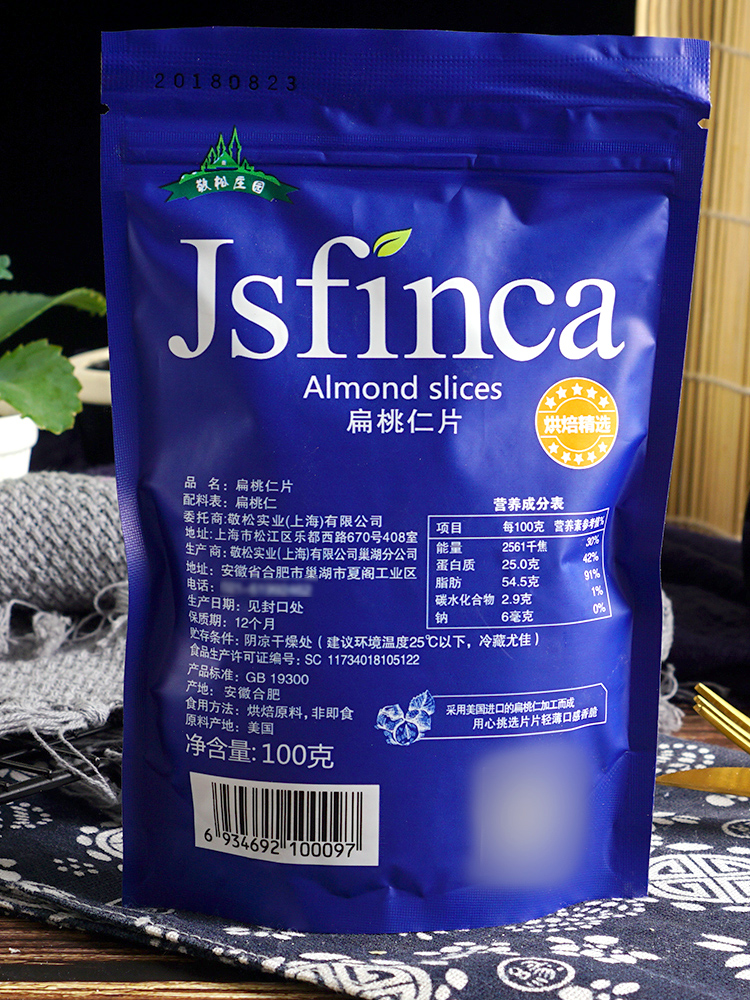 20180823
敬松庄园
Jsfinca
Almond slices
扁桃仁片
烘焙精选
品 名: 扁桃仁片
配料表: 扁桃仁
委托商:敬松实业(上海)有限公司
地址:上海市松江区乐都西路670号408室
生产商: 敬松实业(上海)有限公司巢湖分公司
地址: 安徽省合肥市巢湖市夏阁工业区
电话:
生产日期: 见封口处
保质期: 12个月
贮存条件: 阴凉干燥处(建议环境温度25℃以下,冷藏尤佳)
食品生产许可证编号: SC 11734018105122
产品标准: GB 19300
产地: 安徽合肥
食用方法: 烘焙原料,非即食
原料产地: 美国
净含量: 100克
营养成分表
项目 每100克 营养素参考值%
能量 2561千焦 30%
蛋白质 25.0克 42%
脂肪 54.5克 91%
碳水化合物 2.9克 1%
钠 6毫克 0%
采用美国进口的扁桃仁加工而成
用心挑选片片轻薄口感香脆
6 934692 100097